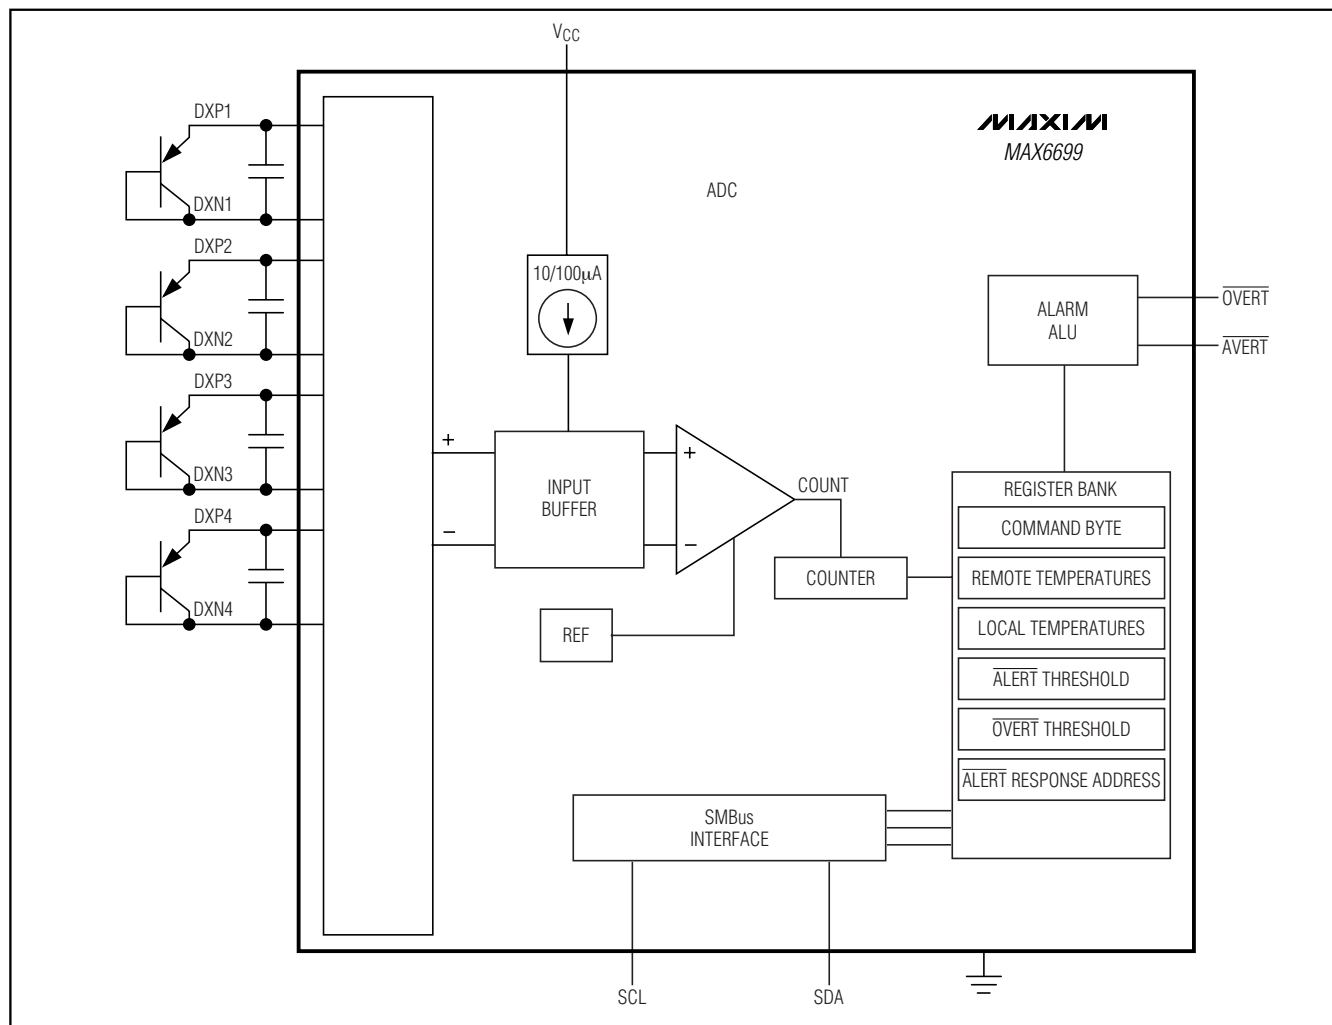 VCC
DXP1
DXN1
DXP2
DXN2
DXP3
DXN3
DXP4
DXN4
MAXIM
MAX6699
ADC
10/100µA
ALARM
ALU
OVERT
AVERT
+
−
INPUT
BUFFER
+
−
COUNT
COUNTER
REF
REGISTER BANK
COMMAND BYTE
REMOTE TEMPERATURES
LOCAL TEMPERATURES
ALERT THRESHOLD
OVERT THRESHOLD
ALERT RESPONSE ADDRESS
SMBus
INTERFACE
SCL
SDA